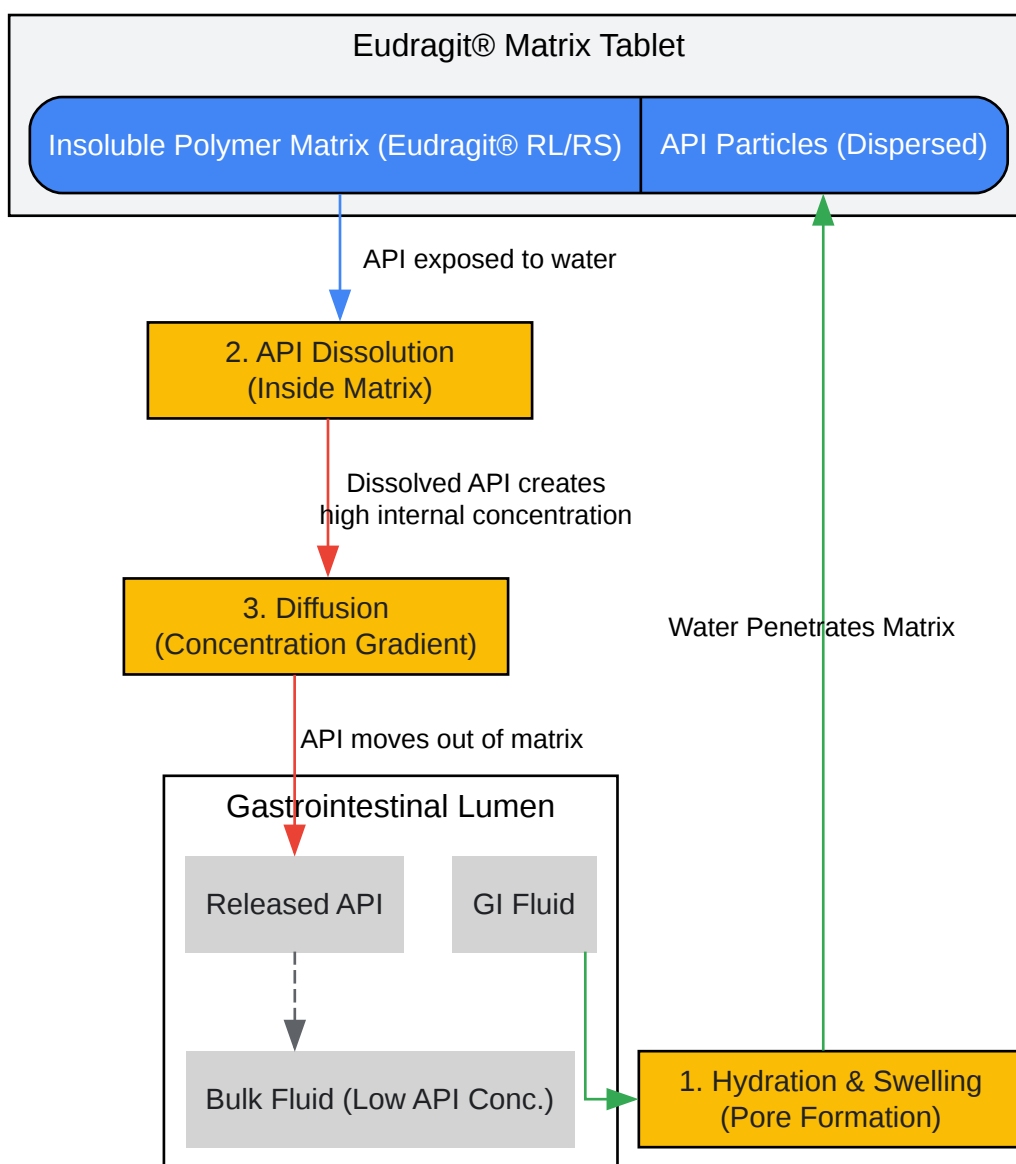 Eudragit® Matrix Tablet
Insoluble Polymer Matrix (Eudragit® RL/RS)
API Particles (Dispersed)
API exposed to water
2. API Dissolution
(Inside Matrix)
Dissolved API creates
high internal concentration
3. Diffusion
(Concentration Gradient)
Water Penetrates Matrix
API moves out of matrix
Gastrointestinal Lumen
Released API
GI Fluid
Bulk Fluid (Low API Conc.)
1. Hydration & Swelling
(Pore Formation)